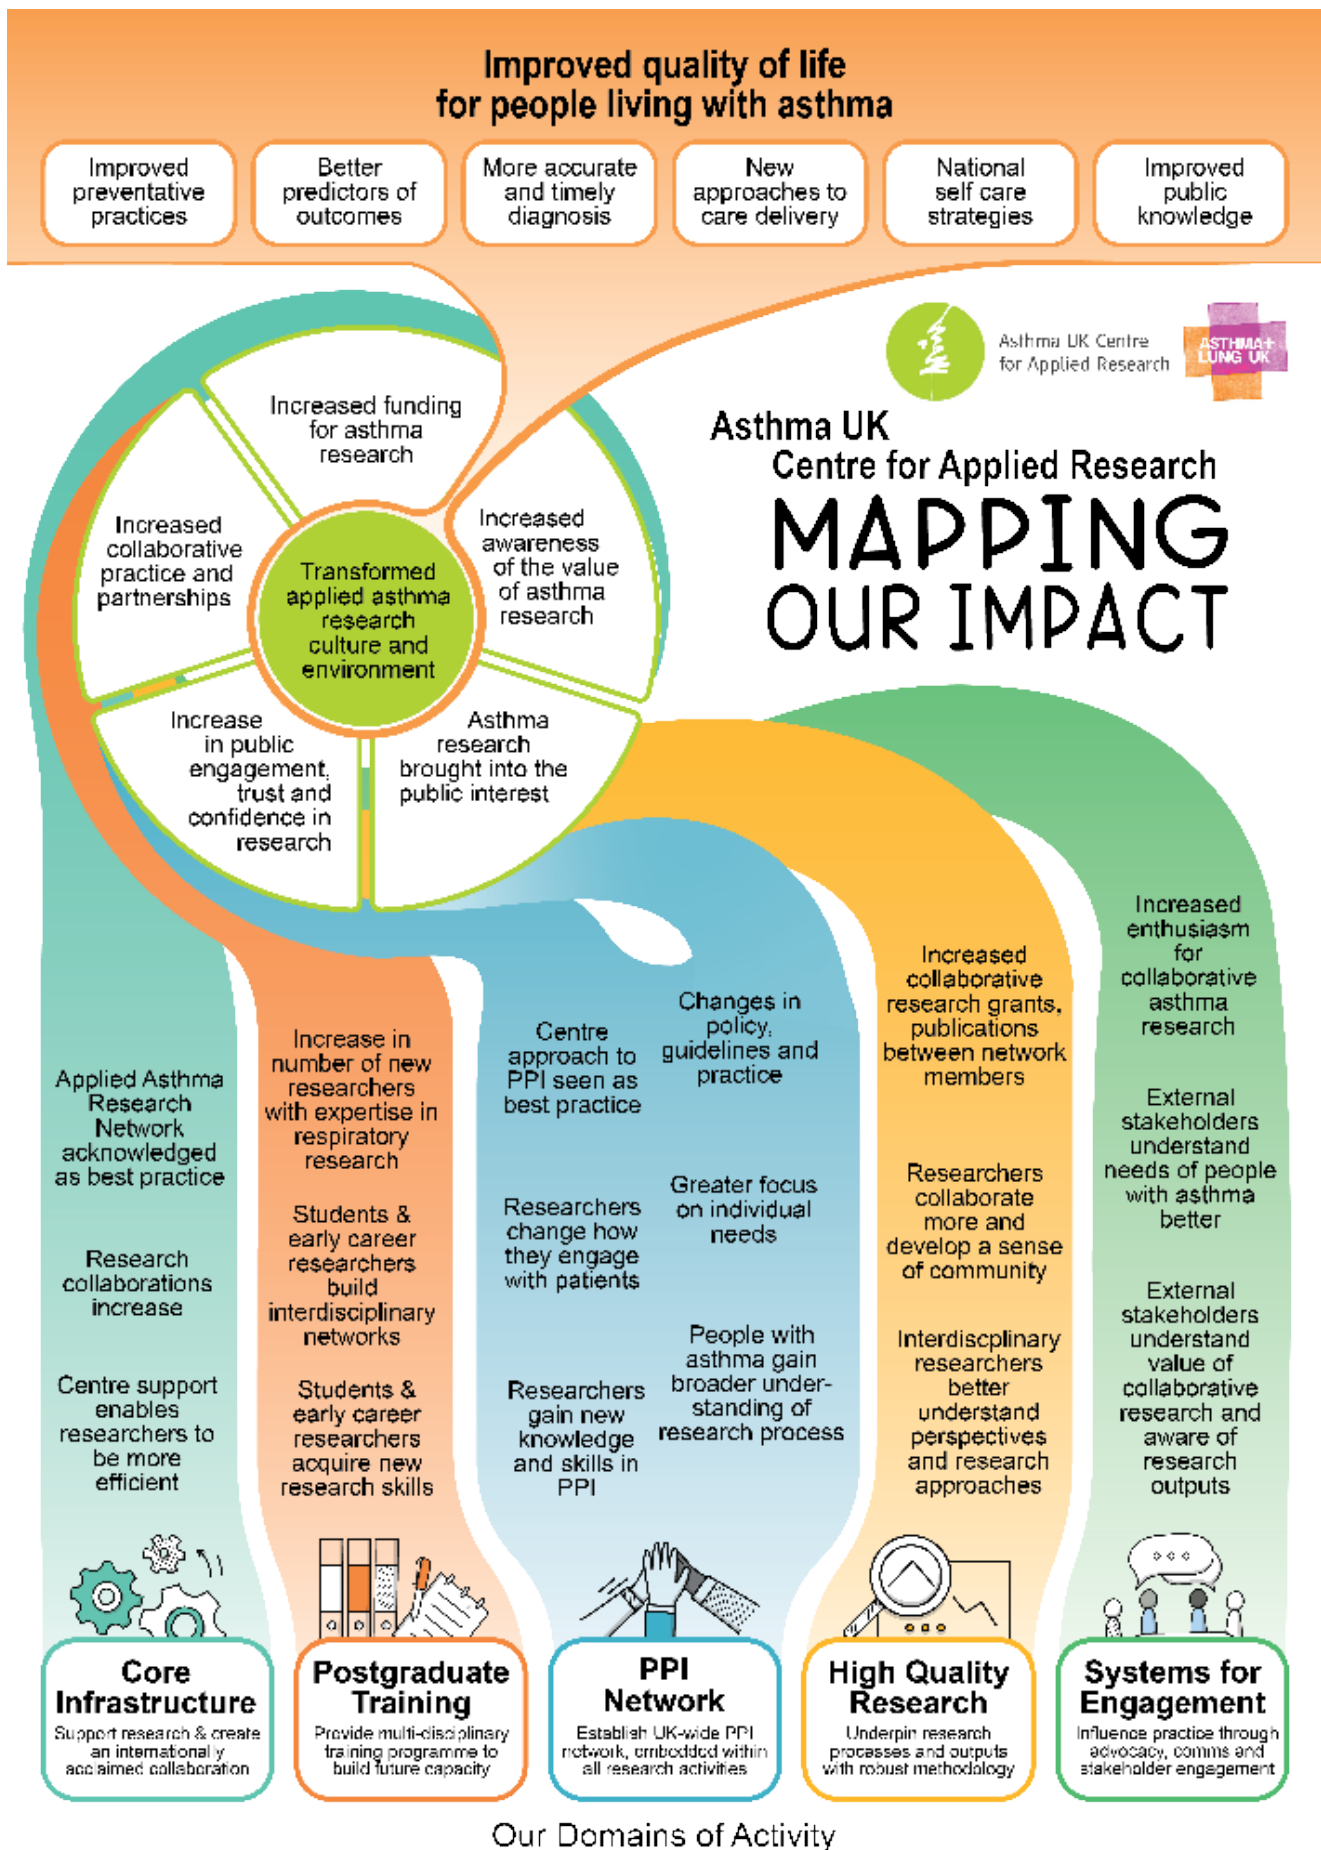 Improved quality of life
for people living with asthma
Improved
preventative
practices
Better
predictors of
outcomes
More accurate
and timely
diagnosis
New
approaches to
care delivery
National
self care
strategies
Improved
public
knowledge
Asthma UK Centre
for Applied Research
ASTHMA+
LUNG UK
Asthma UK
Centre for Applied Research
MAPPING
OUR IMPACT
Increased funding
for asthma
research
Increased
collaborative
practice and
partnerships
Increased
awareness
of the value
of asthma
research
Transformed
applied asthma
research
culture and
environment
Increase
in public
engagement,
trust and
confidence in
research
Asthma
research
brought into the
public interest
Applied Asthma
Research
Network
acknowledged
as best practice
Research
collaborations
increase
Centre support
enables
researchers to
be more
efficient
Increase in
number of new
researchers
with expertise in
respiratory
research
Students &
early career
researchers
build
interdisciplinary
networks
Students &
early career
researchers
acquire new
research skills
Centre
approach to
PPI seen as
best practice
Researchers
change how
they engage
with patients
Researchers
gain new
knowledge
and skills in
PPI
Changes in
policy,
guidelines and
practice
Greater focus
on individual
needs
People with
asthma gain
broader under-
standing of
research process
Increased
collaborative
research grants,
publications
between network
members
Researchers
collaborate
more and
develop a sense
of community
Interdiscplinary
researchers
better
understand
perspectives
and research
approaches
Increased
enthusiasm
for
collaborative
asthma
research
External
stakeholders
understand
needs of people
with asthma
better
External
stakeholders
understand
value of
collaborative
research and
aware of
research
outputs
Core
Infrastructure
Support research & create
an internationally
acclaimed collaboration
Postgraduate
Training
Provide multi-disciplinary
training programme to
build future capacity
PPI
Network
Establish UK-wide PPI
network, embedded within
all research activities
High Quality
Research
Underpin research
processes and outputs
with robust methodology
Systems for
Engagement
Influence practice through
advocacy, comms and
stakeholder engagement
Our Domains of Activity